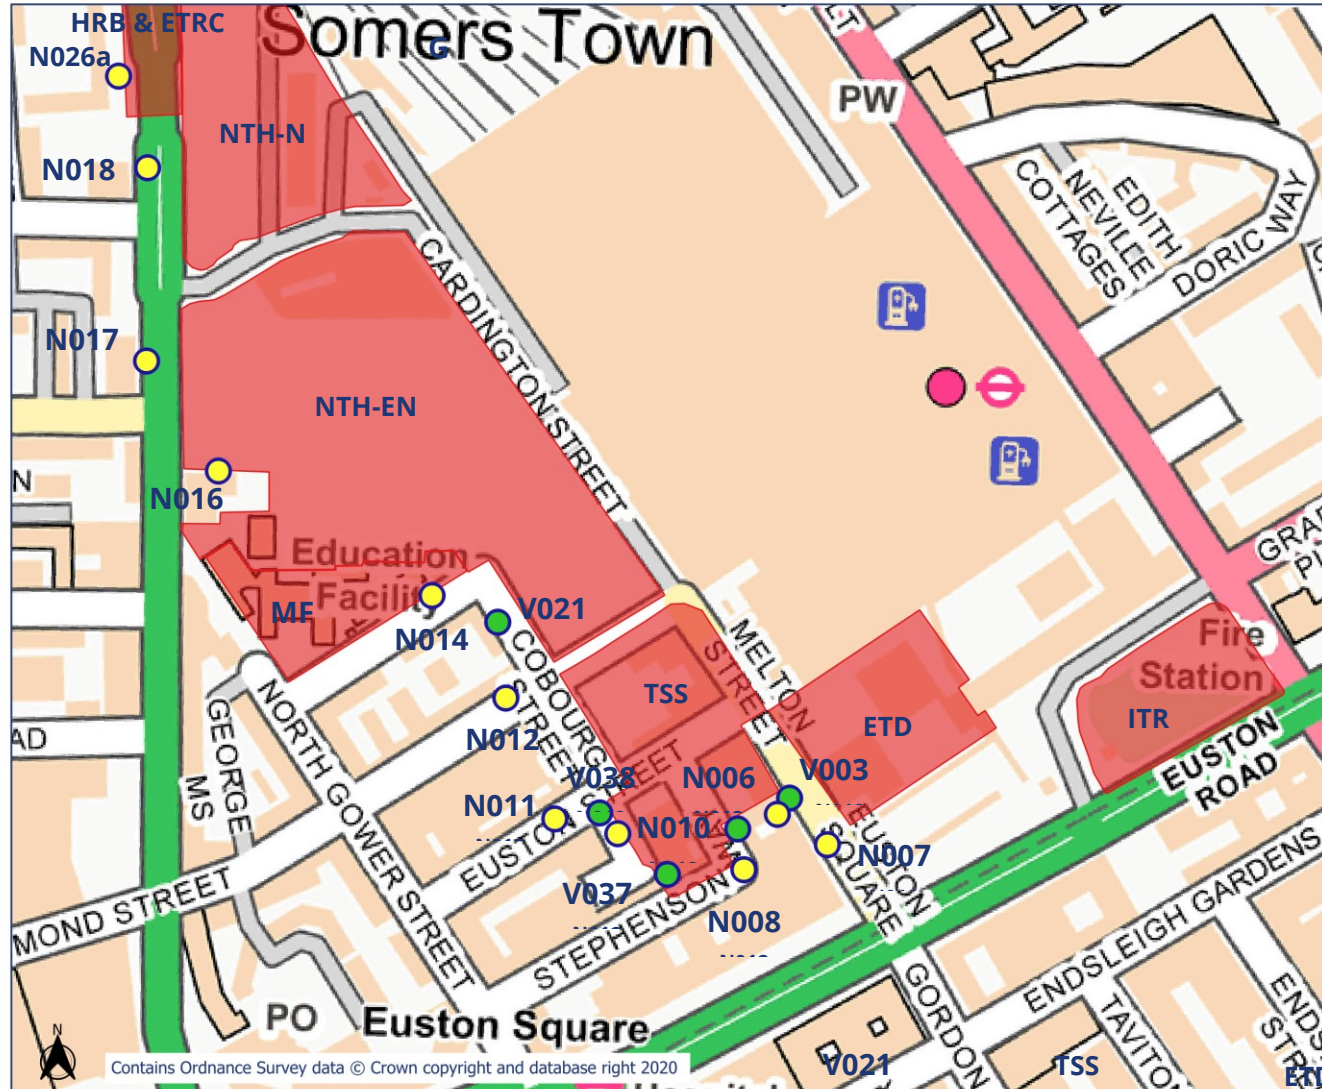 HRB & ETRC
Somers Town
G
N026a
PW
NTH-N
N018
EDITH
NEVILE
COTTAGES
DORIC WAY
CARDINGTON STREET
N017
NTH-EN
N
N016
Education
Facility
MF
V021
N014
COBOURG
STREET
MELTON
STREET
Fire
Station
TSS
ETD
ITR
EUSTON
ROAD
N012
AD
GEORGE
MS
NORTH GOWER STREET
V038
N006
V003
N011
N010
EUSTON
N007
EUSTON
SQUARE
V037
STEPHENSON
N008
MOND STREET
ENDSLEIGH GARDENS
GORDON
PO
Euston Square
N
V021
TSS
ETD
Contains Ordnance Survey data © Crown copyright and database right 2020